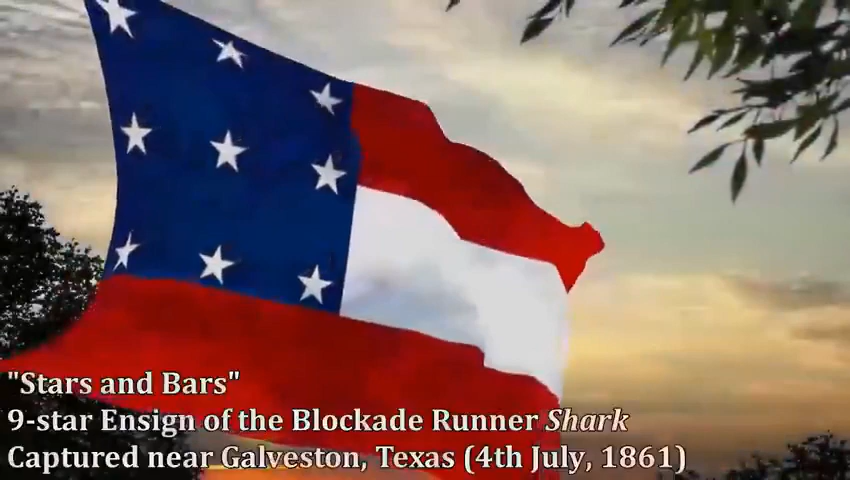 "Stars and Bars"
9-star Ensign of the Blockade Runner Shark
Captured near Galveston, Texas (4th July, 1861)